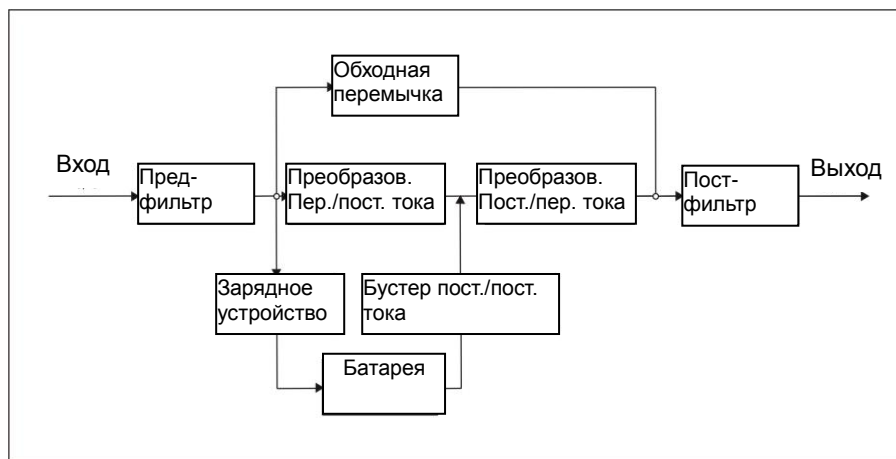 Обходная
перемычка
Вход
Пред-
фильтр
Преобразов.
Пер./пост. тока
Преобразов.
Пост./пер. тока
Пост-
фильтр
Выход
Зарядное
устройство
Бустер пост./пост.
тока
Батарея